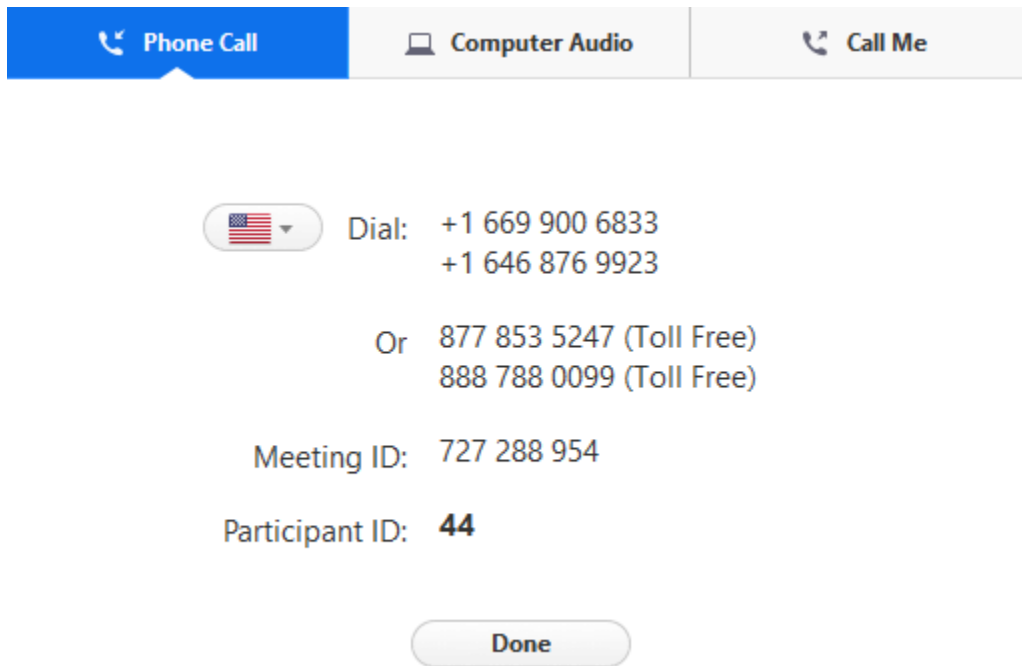 Phone Call
Computer Audio
Call Me
Dial: +1 669 900 6833
+1 646 876 9923
Or 877 853 5247 (Toll Free)
888 788 0099 (Toll Free)
Meeting ID: 727 288 954
Participant ID: 44
Done